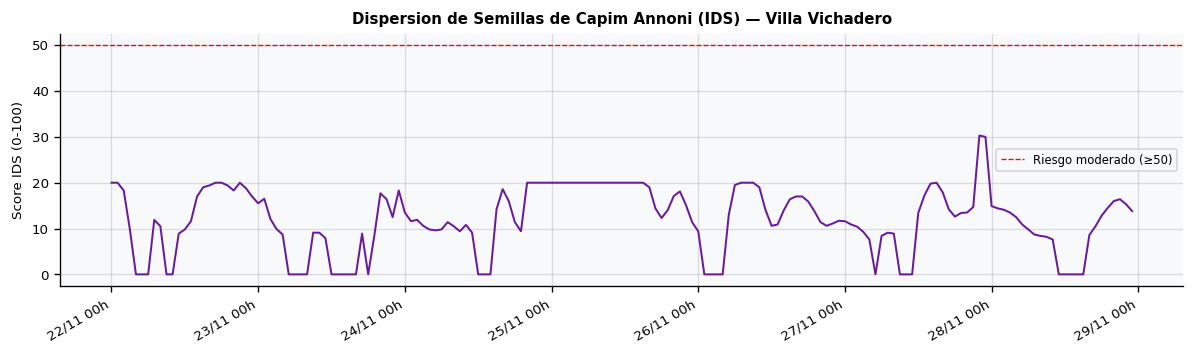 Dispersion de Semillas de Capim Annoni (IDS) — Villa Vichadero
Score IDS (0-100)
50
40
30
20
10
0
Riesgo moderado (≥50)
22/11 00h
23/11 00h
24/11 00h
25/11 00h
26/11 00h
27/11 00h
28/11 00h
29/11 00h